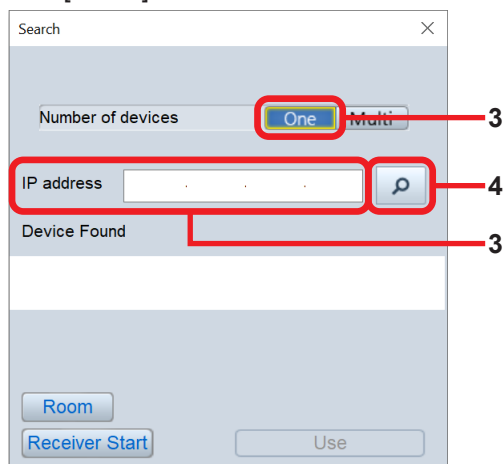 Search
Number of devices One Multi 3
IP address . . . 4
Device Found 3
Room
Receiver Start Use